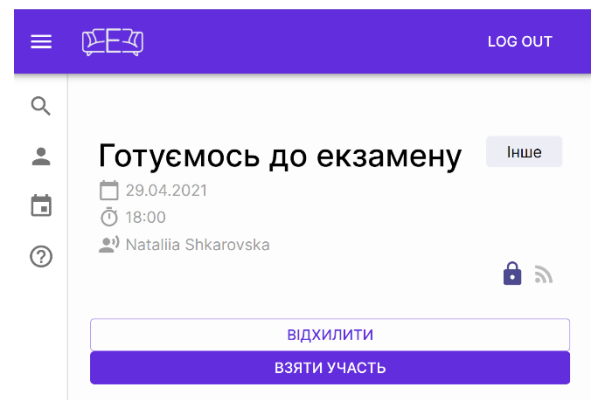 LOG OUT
Готуємось до екзамену
Інше
29.04.2021
18:00
Nataliia Shkarovska
ВІДХИЛИТИ
ВЗЯТИ УЧАСТЬ